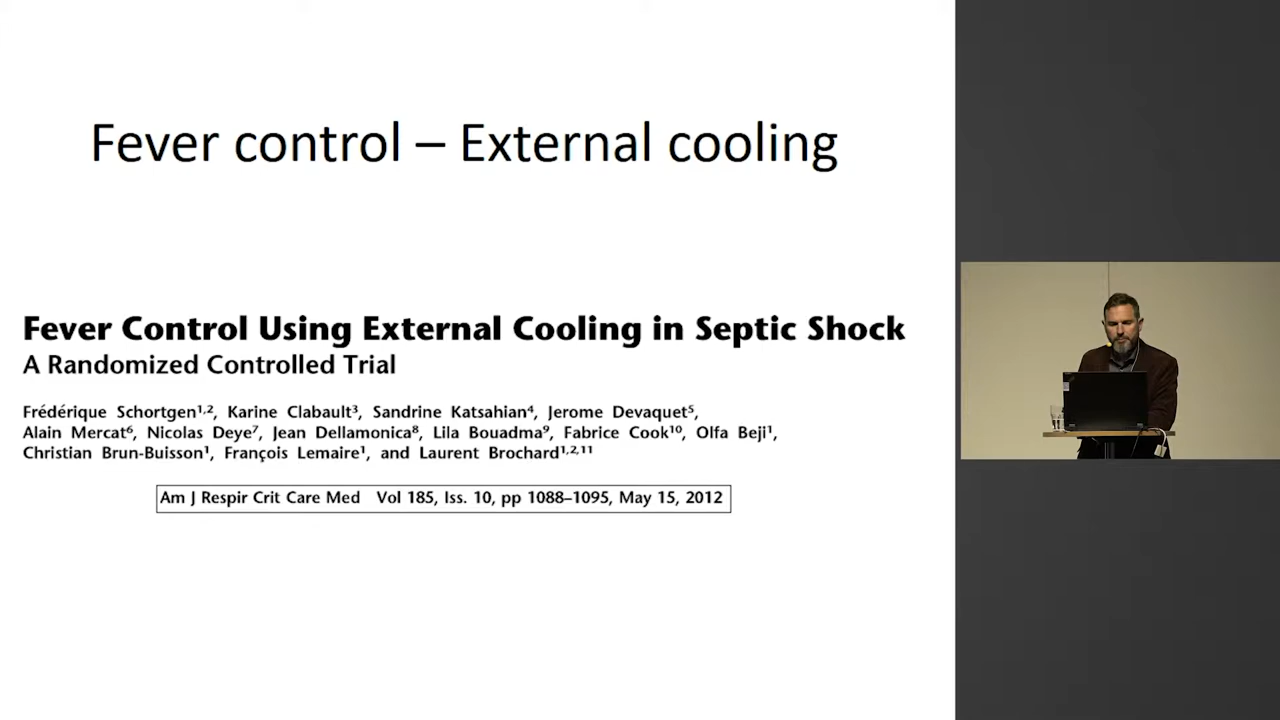 Fever control – External cooling
Fever Control Using External Cooling in Septic Shock
A Randomized Controlled Trial
Frédérique Schortgen1,2, Karine Clabault3, Sandrine Katsahian4, Jerome Devaquet5,
Alain Mercat6, Nicolas Deye7, Jean Dellamonica8, Lila Bouadma9, Fabrice Cook10, Olfa Beji1,
Christian Brun-Buisson1, François Lemaire1, and Laurent Brochard1,2,11
Am J Respir Crit Care Med Vol 185, Iss. 10, pp 1088–1095, May 15, 2012